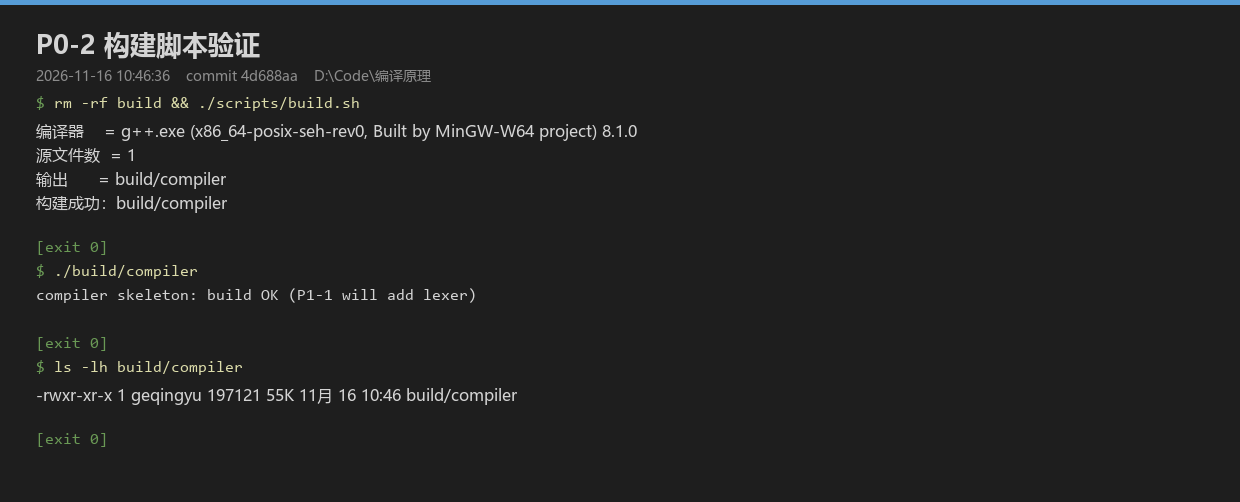 P0-2 构建脚本验证
2026-11-16 10:46:36 commit 4d688aa D:\Code\编译原理
$ rm -rf build && ./scripts/build.sh
编译器 = g++.exe (x86_64-posix-seh-rev0, Built by MinGW-W64 project) 8.1.0
源文件数 = 1
输出 = build/compiler
构建成功：build/compiler
[exit 0]
$ ./build/compiler
compiler skeleton: build OK (P1-1 will add lexer)
[exit 0]
$ ls -lh build/compiler
-rwxr-xr-x 1 geqingyu 197121 55K 11月 16 10:46 build/compiler
[exit 0]